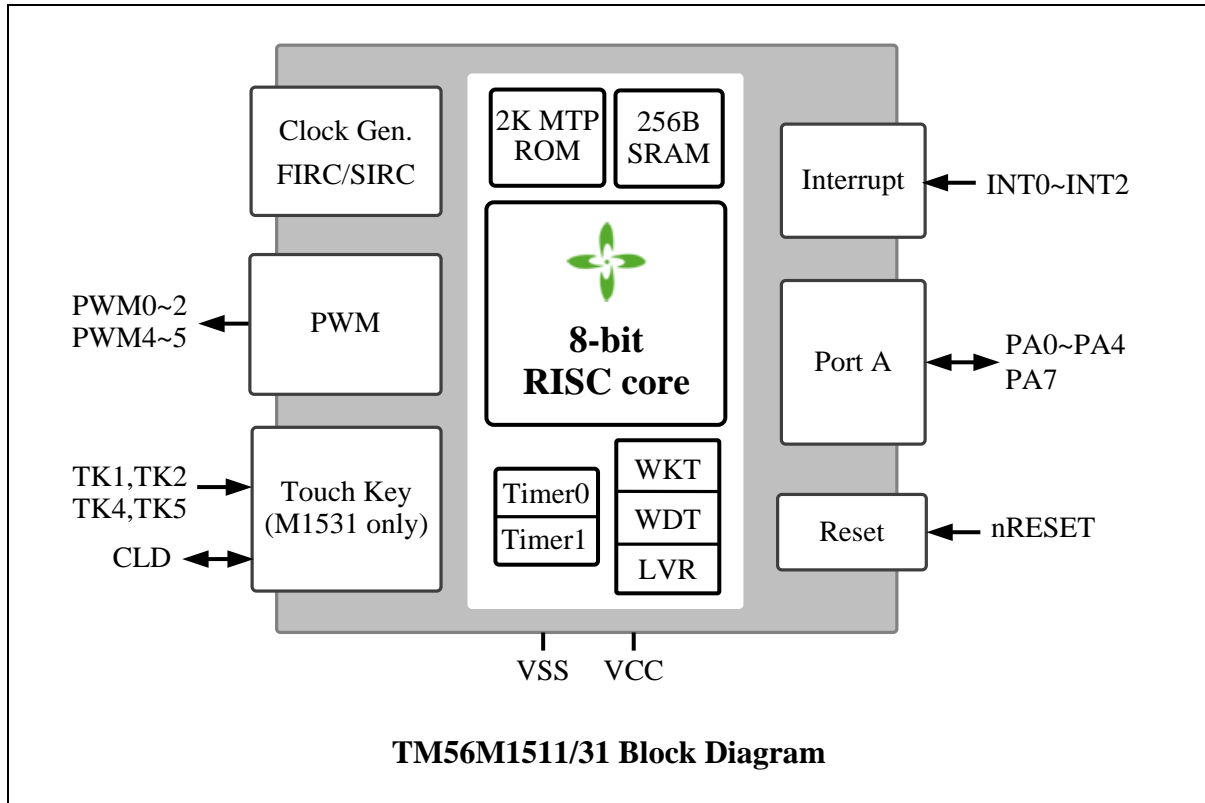 Clock Gen.
FIRC/SIRC
2K MTP
ROM
256B
SRAM
Interrupt
INT0~INT2
PWM0~2
PWM4~5
PWM
8-bit
RISC core
Port A
PA0~PA4
PA7
TK1,TK2
TK4,TK5
CLD
Touch Key
(M1531 only)
Timer0
Timer1
WKT
WDT
LVR
Reset
nRESET
VSS
VCC
TM56M1511/31 Block Diagram